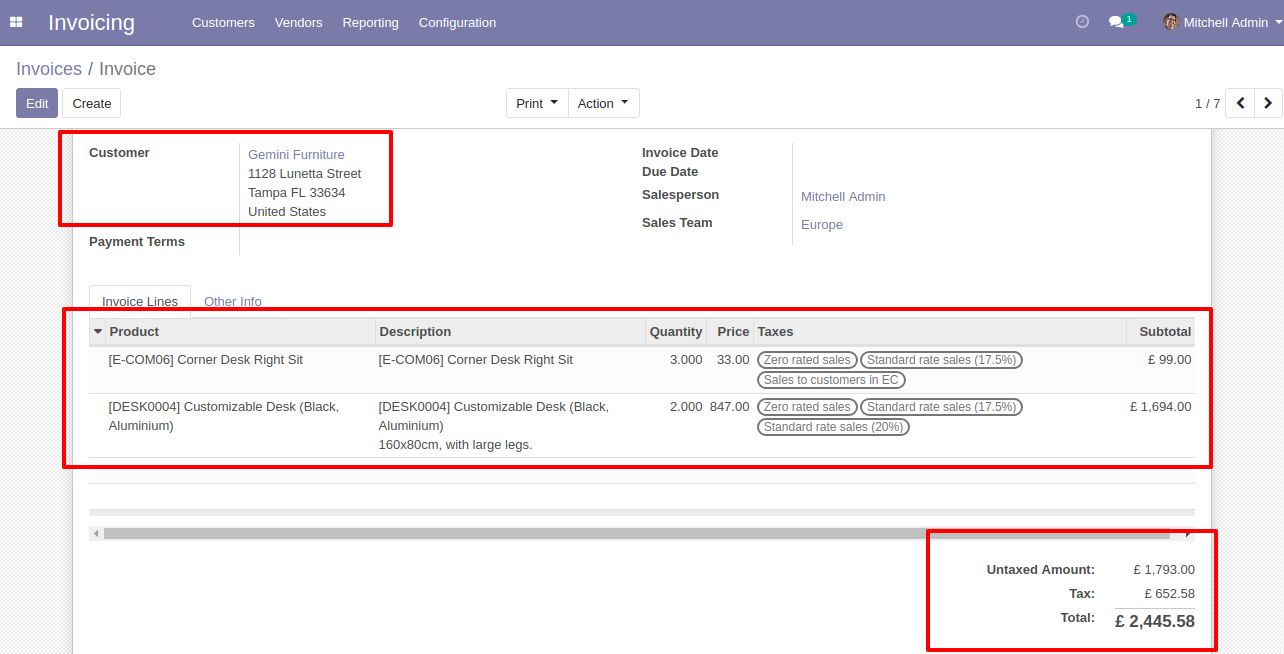 Invoicing Customers Vendors Reporting Configuration 1 Mitchell Admin
Invoices / Invoice
Edit Create Print Action 1 / 7
Customer
Gemini Furniture
1128 Lunetta Street
Tampa FL 33634
United States
Payment Terms
Invoice Date
Due Date
Salesperson Mitchell Admin
Sales Team Europe
Invoice Lines Other Info
Product Description Quantity Price Taxes Subtotal
[E-COM06] Corner Desk Right Sit [E-COM06] Corner Desk Right Sit 3.000 33.00 Zero rated sales Standard rate sales (17.5%) £ 99.00
Sales to customers in EC
[DESK0004] Customizable Desk (Black, [DESK0004] Customizable Desk (Black, 2.000 847.00 Zero rated sales Standard rate sales (17.5%) £ 1,694.00
Aluminium) Aluminium) Standard rate sales (20%)
160x80cm, with large legs.
Untaxed Amount: £ 1,793.00
Tax: £ 652.58
Total: £ 2,445.58